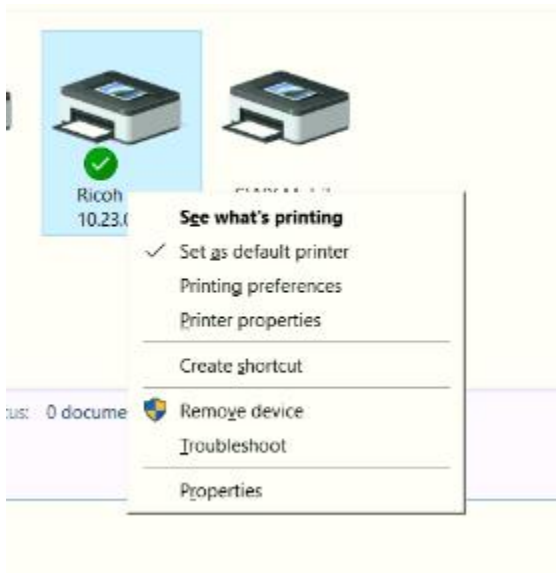 Ricoh
10.23.0
See what's printing
Set as default printer
Printing preferences
Printer properties
Create shortcut
Remove device
Troubleshoot
Properties
0 docume